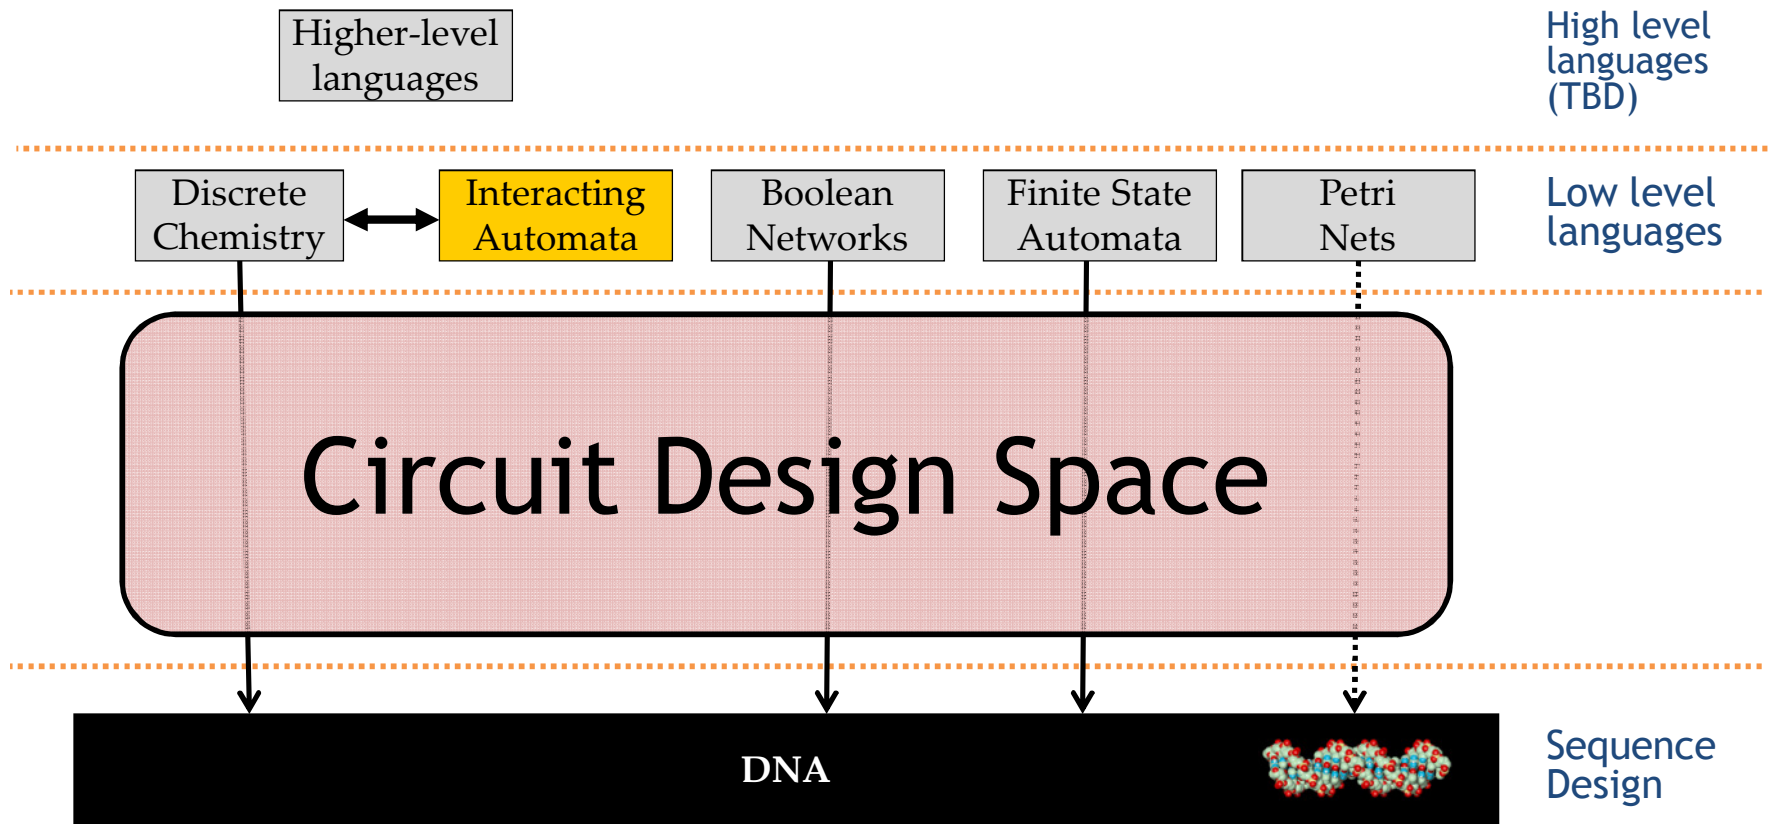 Higher-level
languages
High level
languages
(TBD)
Discrete
Chemistry
Interacting
Automata
Boolean
Networks
Finite State
Automata
Petri
Nets
Low level
languages
Circuit Design Space
DNA
Sequence
Design